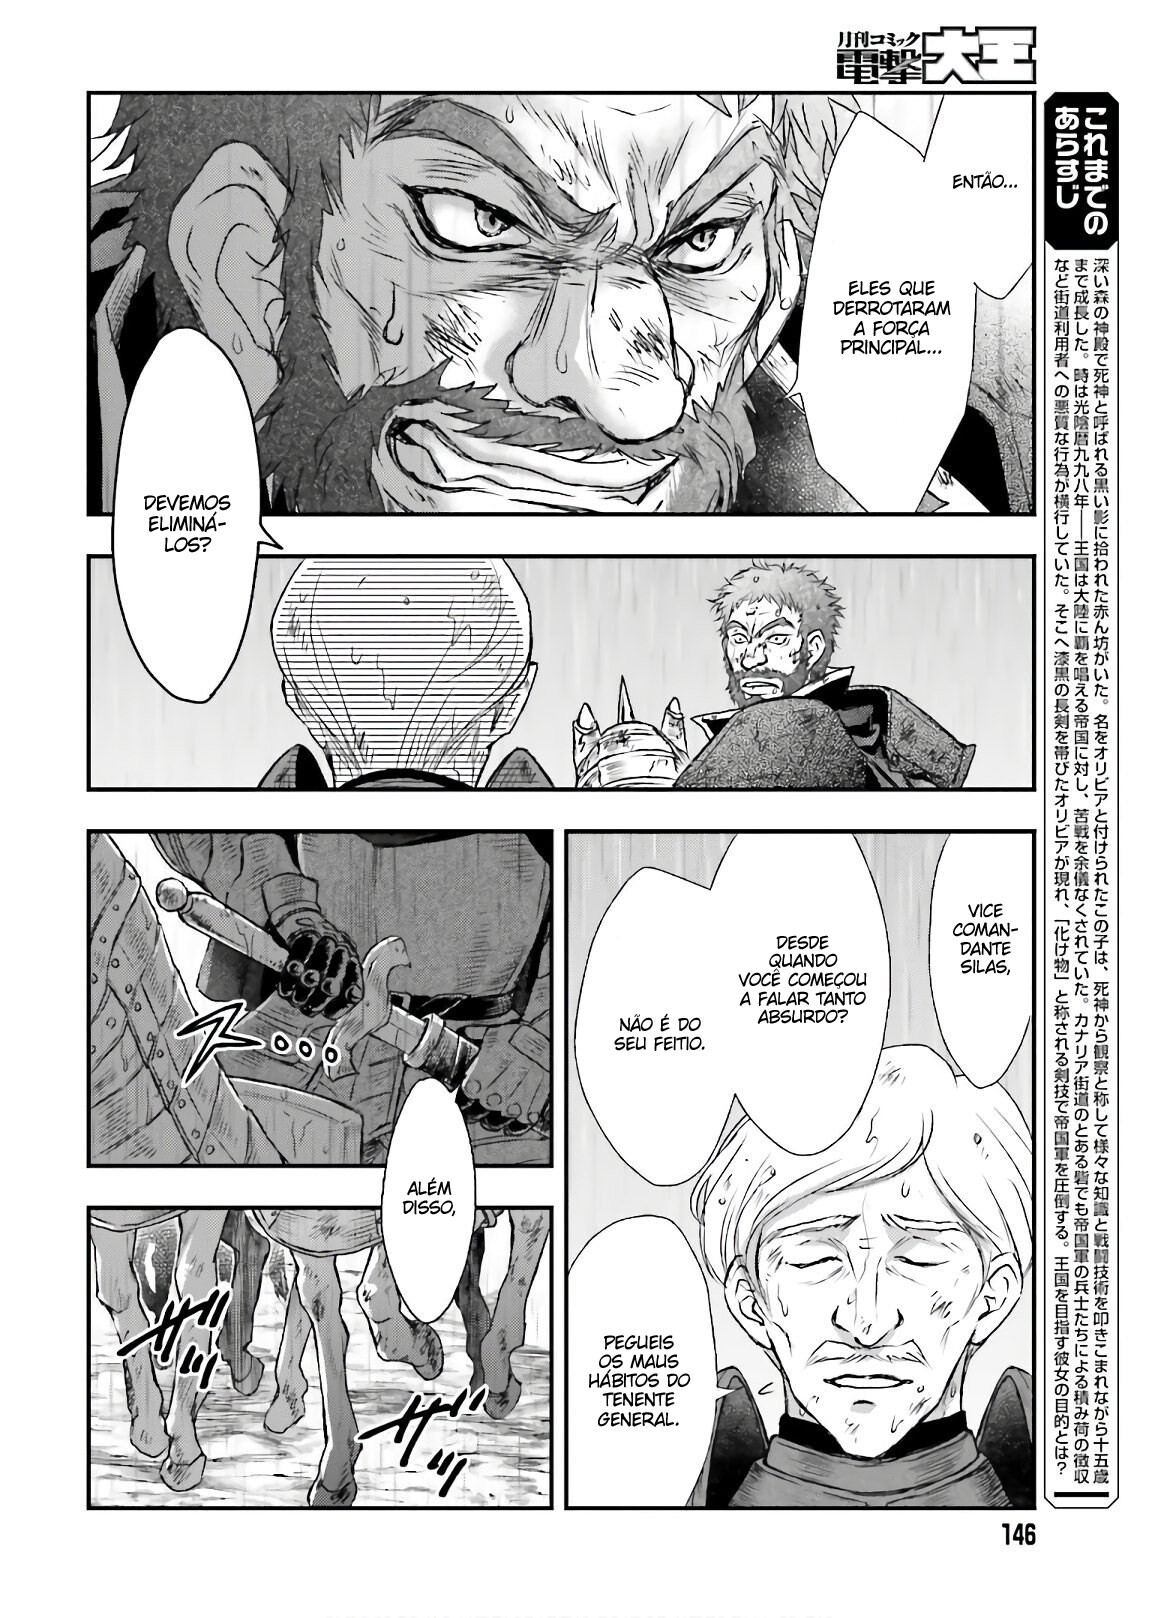 月刊コミック
電撃大王
これまでの
あらすじ
深い森の神殿で死神と呼ばれる黒い影に拾われた赤ん坊がいた。名をオリビアと付けられたこの子は、死神から観察と称して様々な知識と戦闘技術を叩きこまれながら十五歳
まで成長した。時は光陰暦九九八年――王国は大陸に覇を唱える帝国に対し、苦戦を余儀なくされていた。カナリア街道のとある砦でも帝国軍の兵士たちによる積み荷の徴収
など街道利用者への悪質な行為が横行していた。そこへ漆黒の長剣を帯びたオリビアが現れ、「化け物」と称される剣技で帝国軍を圧倒する。王国を目指す彼女の目的とは?
ENTÃO...
ELES QUE
DERROTARAM
A FORÇA
PRINCIPAL...
DEVEMOS
ELIMINÁ-
LOS?
VICE
COMAN-
DANTE
SILAS,
DESDE
QUANDO
VOCÊ COMEÇOU
A FALAR TANTO
ABSURDO?
NÃO É DO
SEU FEITIO.
PEGUEIS
OS MAUS
HÁBITOS DO
TENENTE
GENERAL.
ス...
ALÉM
DISSO,
ザッ
ザッ
146